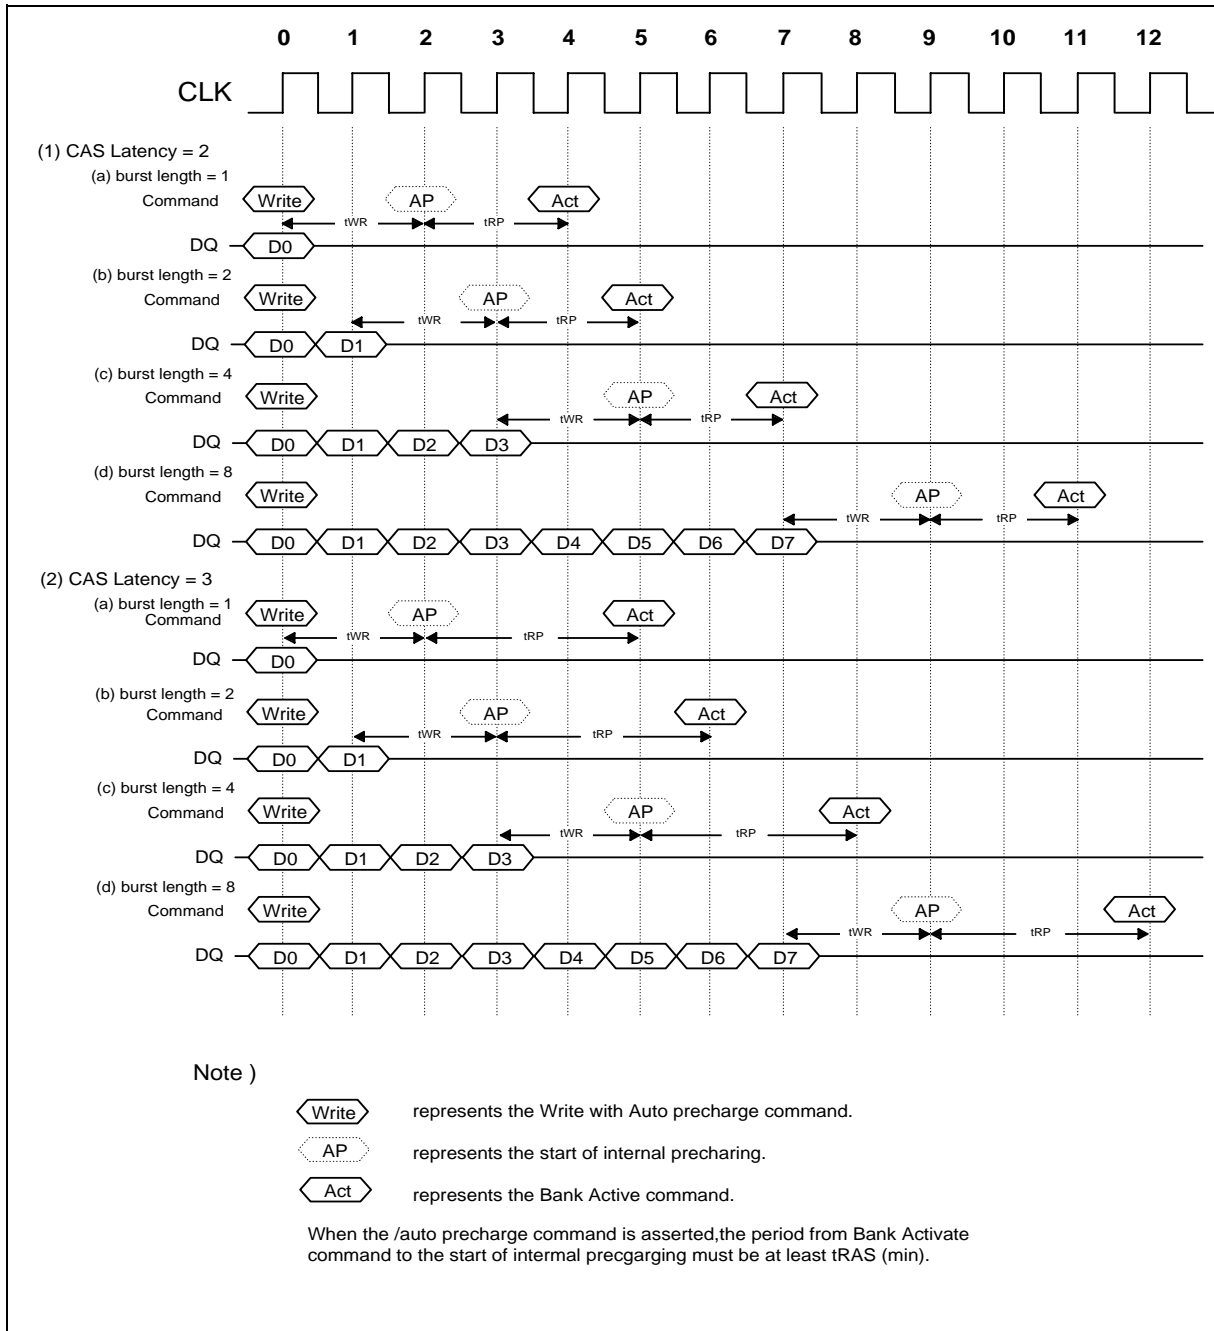 0 1 2 3 4 5 6 7 8 9 10 11 12
CLK
(1) CAS Latency = 2
(a) burst length = 1
Command Write AP Act
tWR tRP
DQ D0
(b) burst length = 2
Command Write AP Act
tWR tRP
DQ D0 D1
(c) burst length = 4
Command Write AP Act
tWR tRP
DQ D0 D1 D2 D3
(d) burst length = 8
Command Write AP Act
tWR tRP
DQ D0 D1 D2 D3 D4 D5 D6 D7
(2) CAS Latency = 3
(a) burst length = 1
Command Write AP Act
tWR tRP
DQ D0
(b) burst length = 2
Command Write AP Act
tWR tRP
DQ D0 D1
(c) burst length = 4
Command Write AP Act
tWR tRP
DQ D0 D1 D2 D3
(d) burst length = 8
Command Write AP Act
tWR tRP
DQ D0 D1 D2 D3 D4 D5 D6 D7
Note )
Write represents the Write with Auto precharge command.
AP represents the start of internal precharing.
Act represents the Bank Active command.
When the /auto precharge command is asserted,the period from Bank Activate
command to the start of intermal precgarging must be at least tRAS (min).